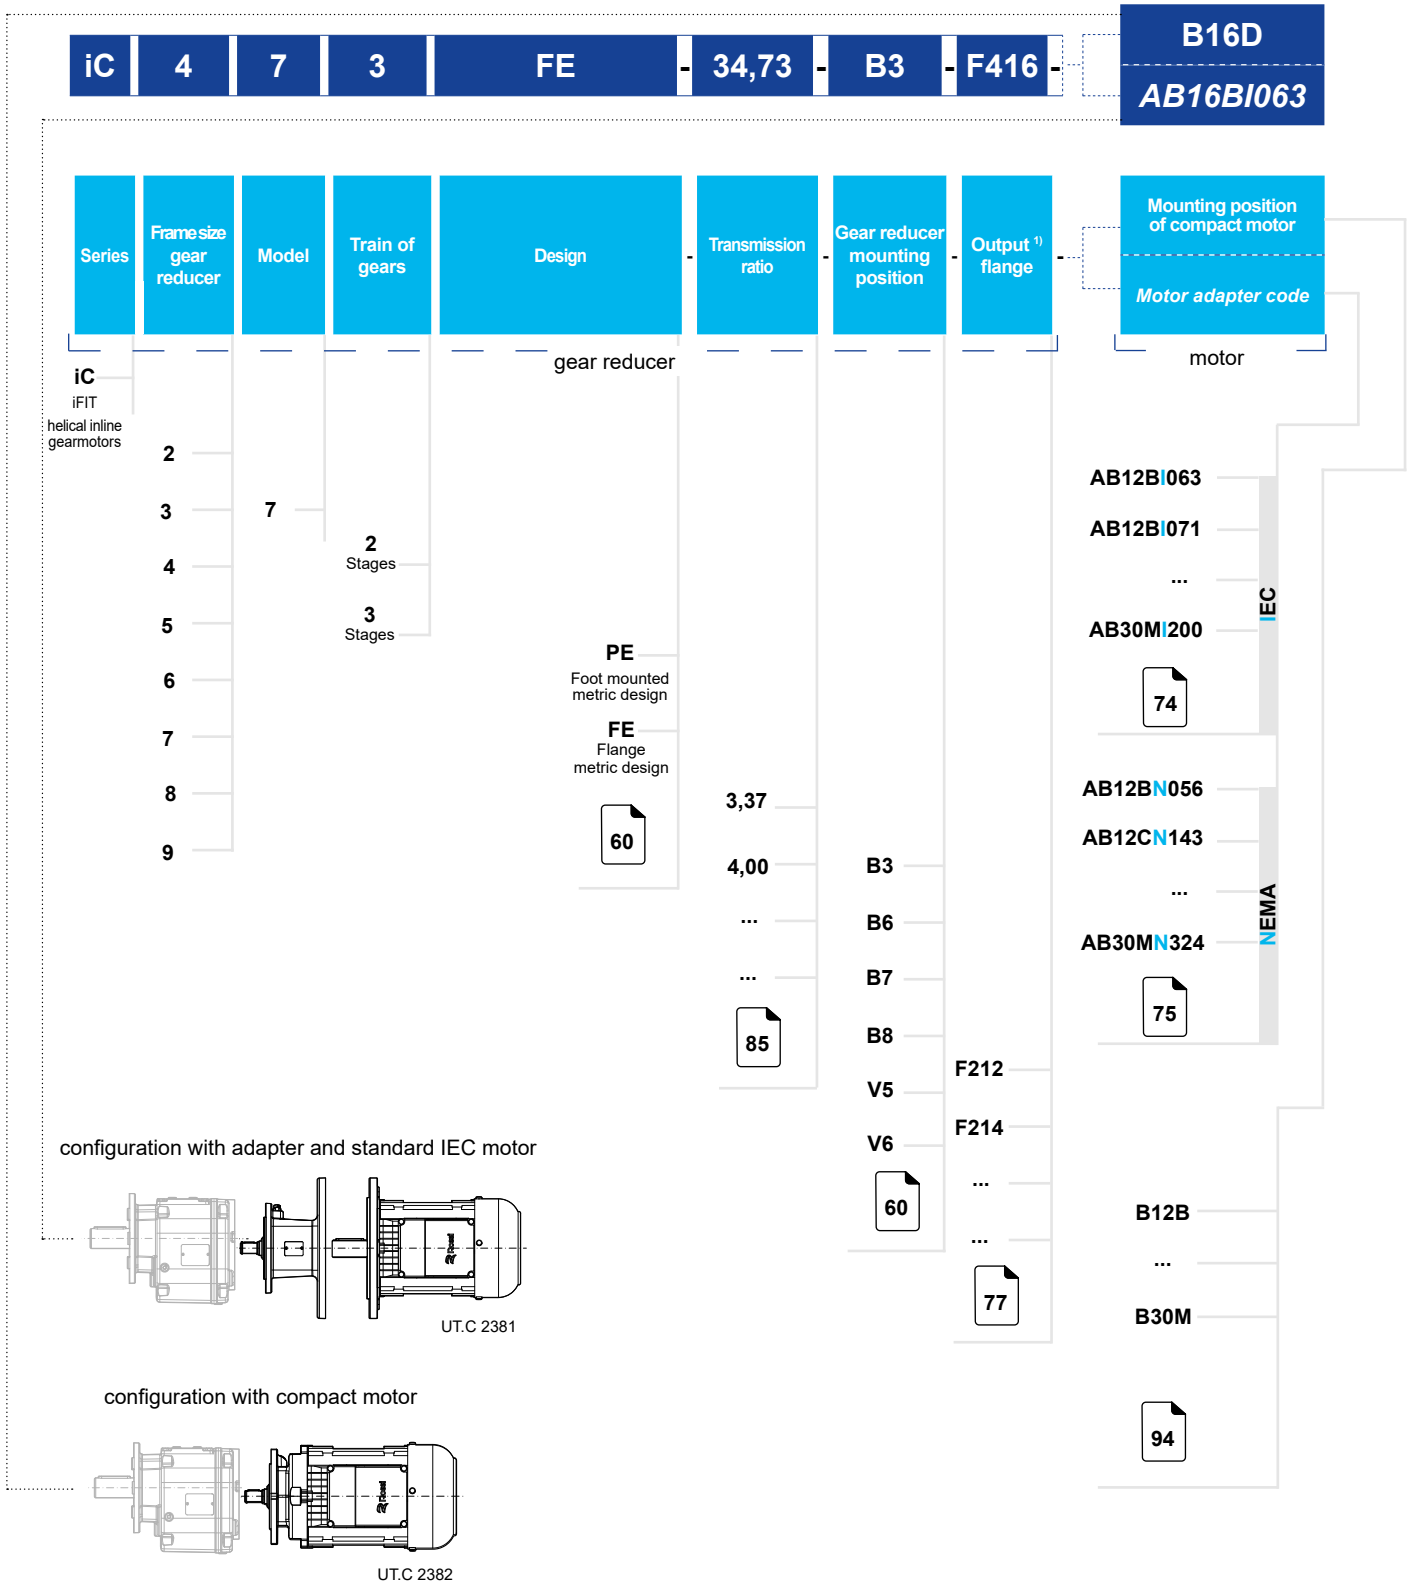 iC 4 7 3 FE - 34,73 - B3 - F416 -
B16D
AB16BI063
Series
Frame size
gear
reducer
Model
Train of
gears
Design
-
Transmission
ratio
-
Gear reducer
mounting
position
-
Output 1)
flange
-
Mounting position
of compact motor
Motor adapter code
gear reducer
motor
iC
iFIT
helical inline
gearmotors
2
3
4
5
6
7
8
9
7
2
Stages
3
Stages
PE
Foot mounted
metric design
FE
Flange
metric design
60
3,37
4,00
...
...
85
B3
B6
B7
B8
V5
V6
60
F212
F214
...
...
77
AB12BI063
AB12BI071
...
AB30MI200
IEC
74
AB12BN056
AB12CN143
...
AB30MN324
NEMA
75
B12B
...
B30M
94
configuration with adapter and standard IEC motor
Rossi
UT.C 2381
configuration with compact motor
Rossi
UT.C 2382